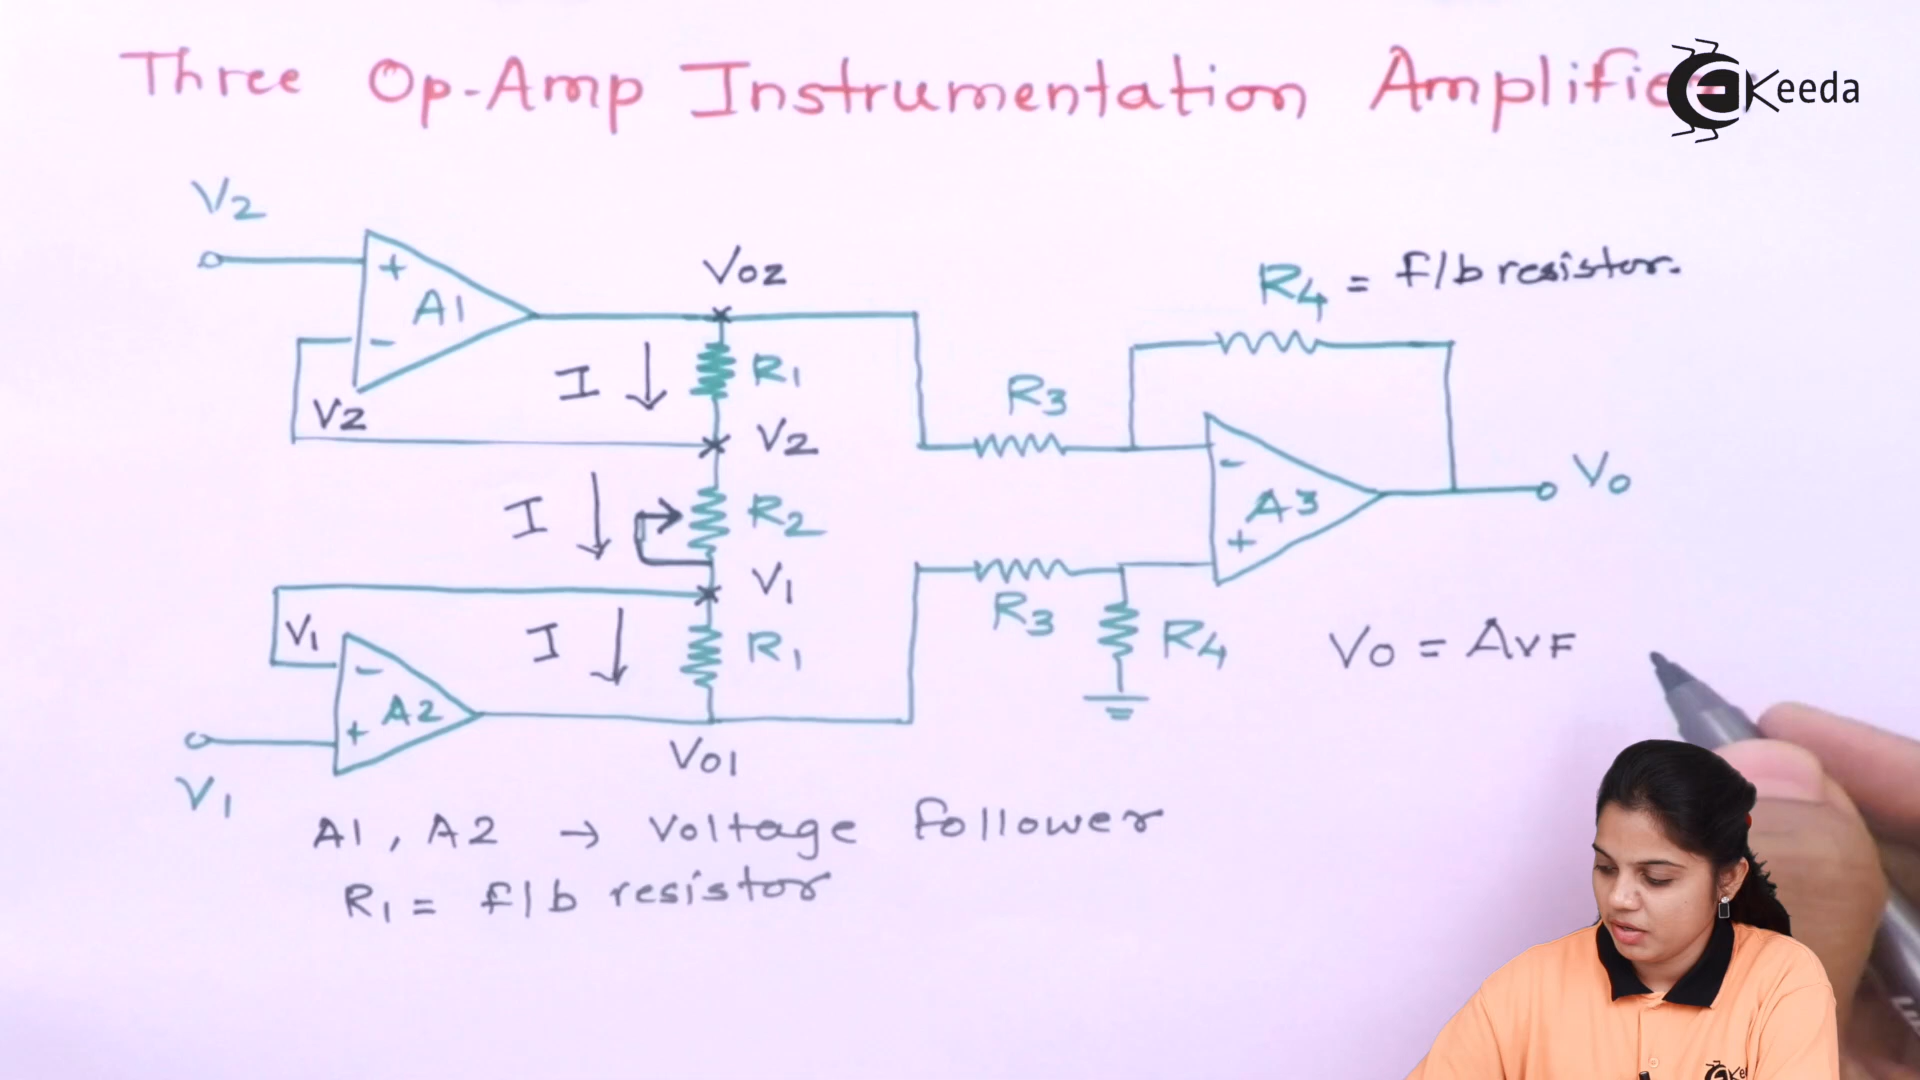 Three Op-Amp Instrumentation Amplifie
Keeda
V2
+
A1
-
V2
Vo2
I
R1
V2
I
R2
V1
V1
I
R1
-
A2
+
V1
Vo1
R3
R4 = f/b resistor.
-
A3
+
Vo
R3
R4
Vo = AVF
A1, A2 → Voltage follower
R1 = f/b resistor